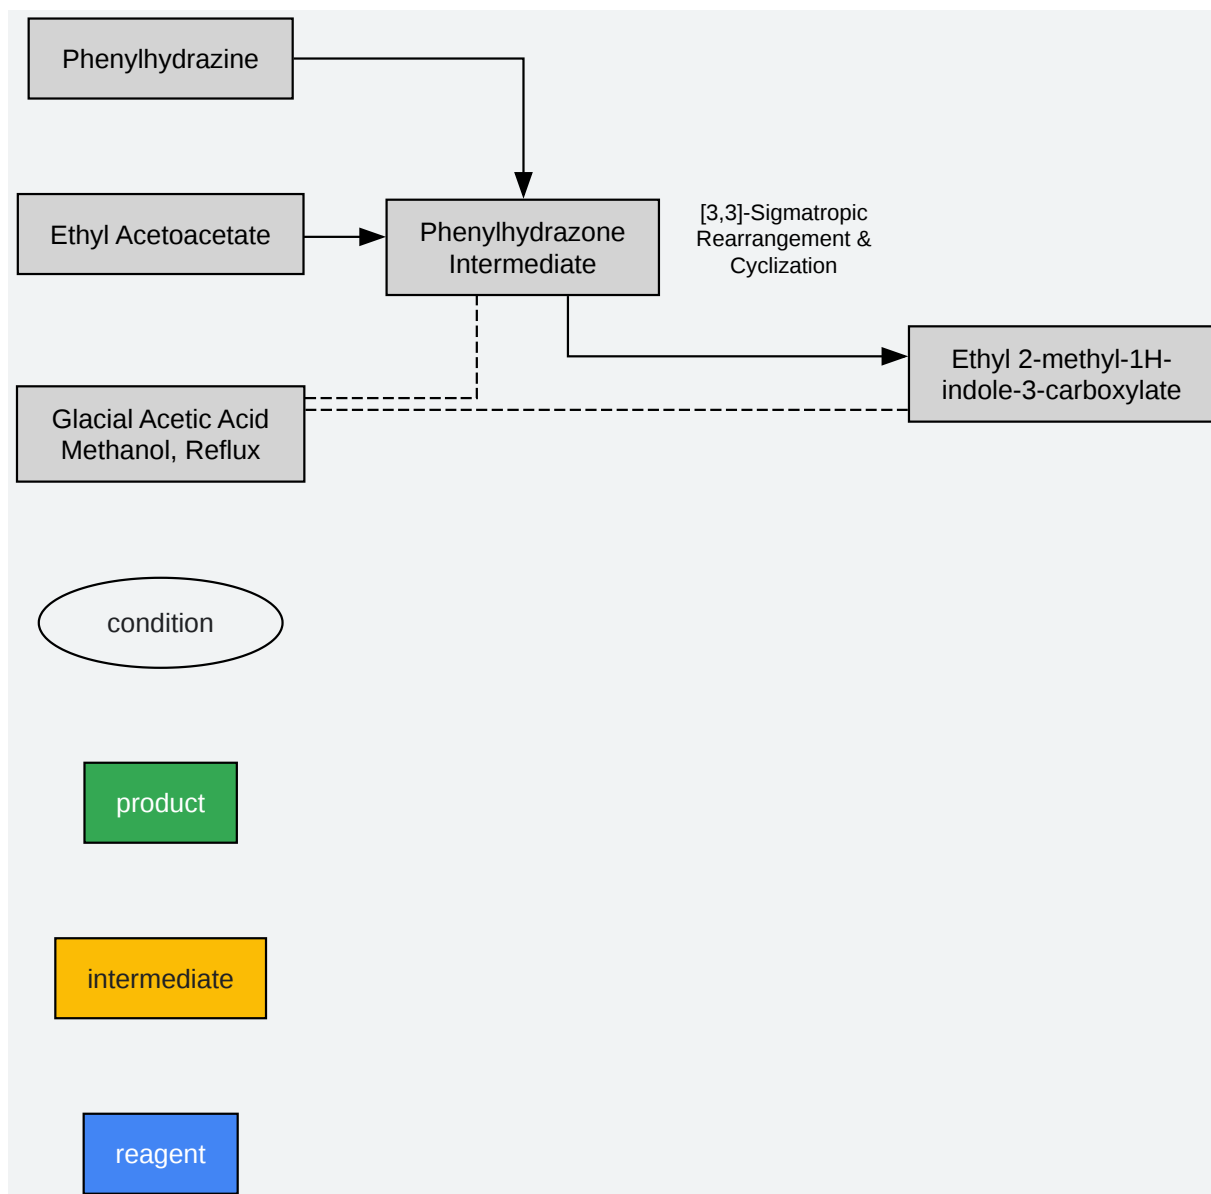 Phenylhydrazine
Ethyl Acetoacetate
Phenylhydrazone
Intermediate
[3,3]-Sigmatropic
Rearrangement &
Cyclization
Ethyl 2-methyl-1H-
indole-3-carboxylate
Glacial Acetic Acid
Methanol, Reflux
condition
product
intermediate
reagent